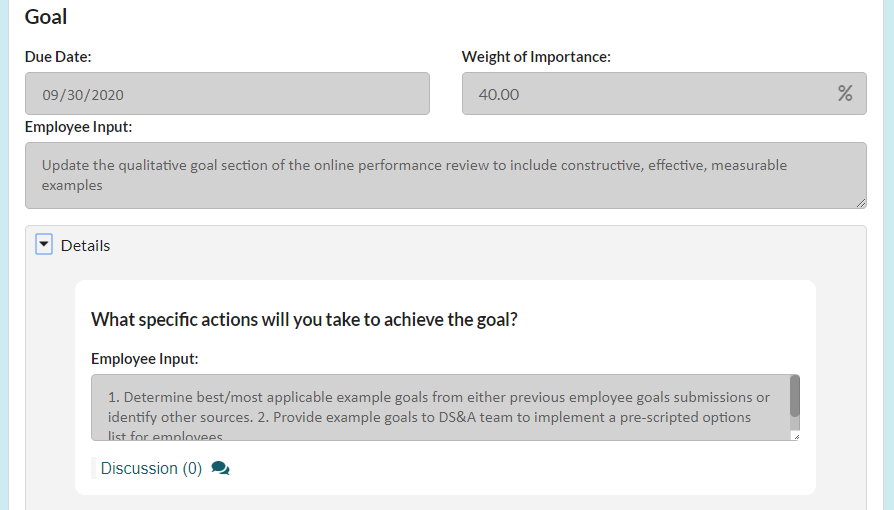 Goal
Due Date:
Weight of Importance:
09/30/2020
40.00 %
Employee Input:
Update the qualitative goal section of the online performance review to include constructive, effective, measurable
examples
Details
What specific actions will you take to achieve the goal?
Employee Input:
1. Determine best/most applicable example goals from either previous employee goals submissions or
identify other sources. 2. Provide example goals to DS&A team to implement a pre-scripted options
list for employees
Discussion (0)